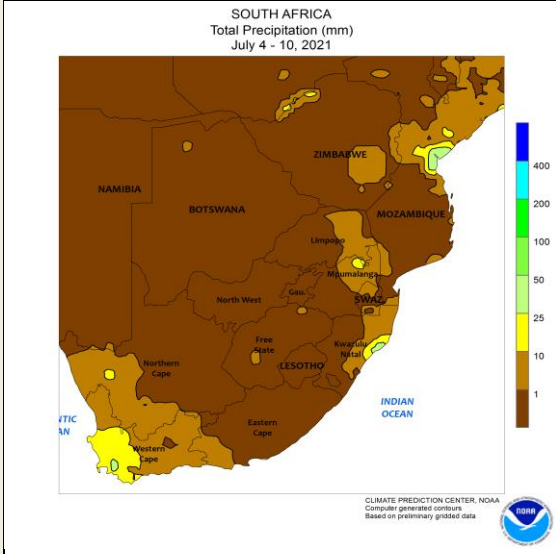 SOUTH AFRICA
Total Precipitation (mm)
July 4 - 10, 2021
ZIMBABWE
NAMIBIA
BOTSWANA
MOZAMBIQUE
Limpopo
Mpumalanga
North West
Gau.
SWAZ.
Free
State
Kwazulu
Natal
LESOTHO
Northern
Cape
Eastern
Cape
Western
Cape
NTIC
AN
INDIAN
OCEAN
400
200
100
50
25
10
1
CLIMATE PREDICTION CENTER, NOAA
Computer generated contours
Based on preliminary gridded data
NOAA